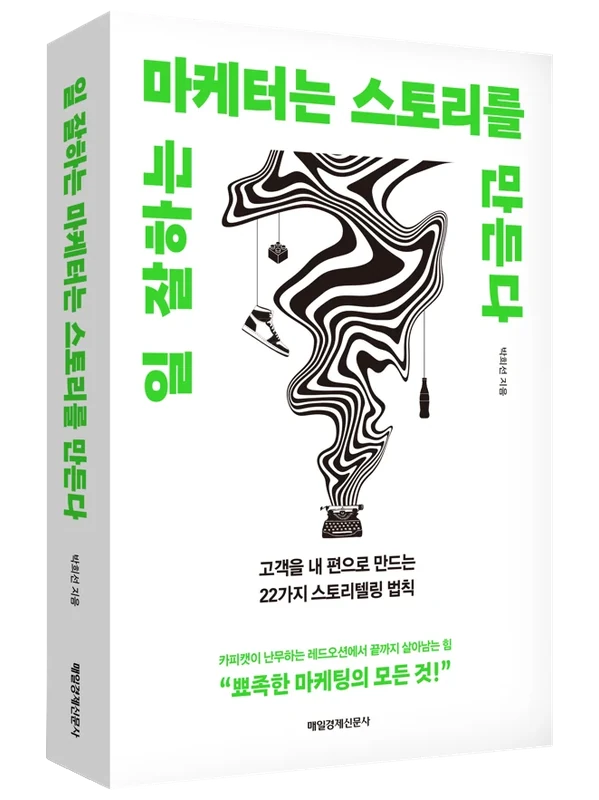 일 잘하는 마케터는 스토리를 만든다
박희선 지음
매일경제신문사
일 잘하는
마케터는 스토리를
만든다
박희선 지음
고객을 내 편으로 만드는
22가지 스토리텔링 법칙
카피캣이 난무하는 레드오션에서 끝까지 살아남는 힘
“뾰족한 마케팅의 모든 것!”
매일경제신문사